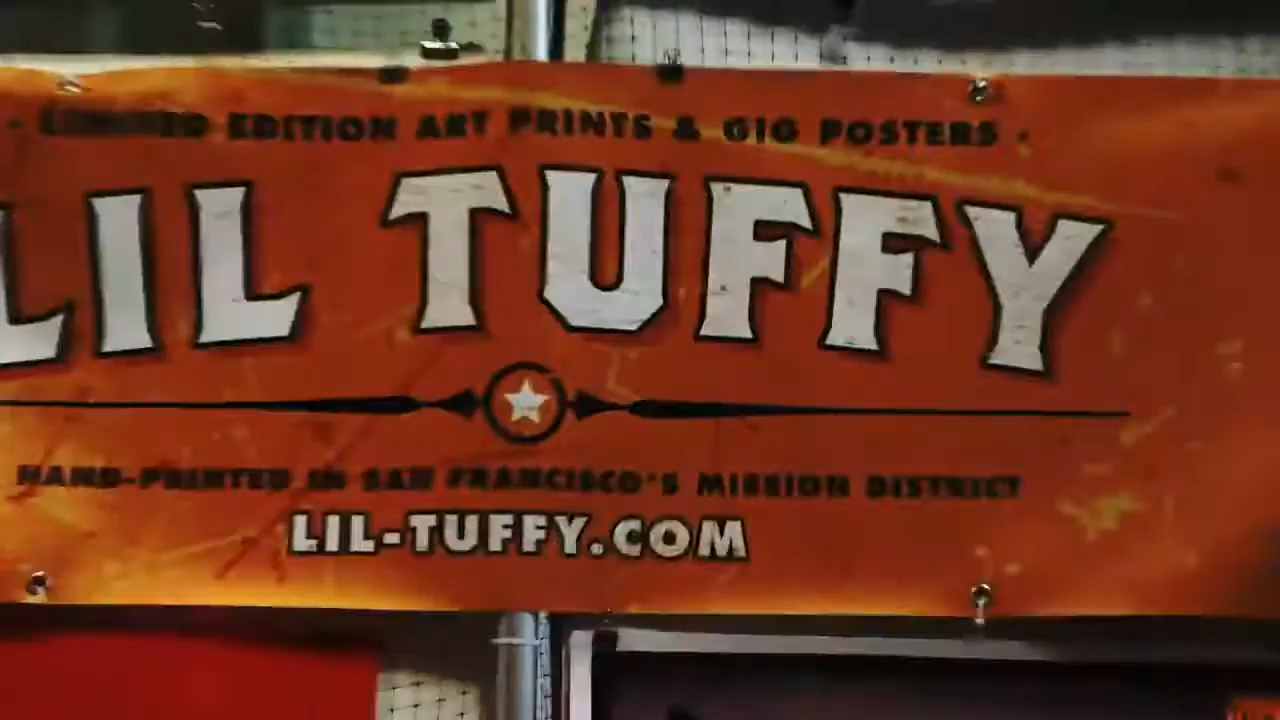 - LIMITED EDITION ART PRINTS & GIG POSTERS -
LIL TUFFY
HAND-PRINTED IN SAN FRANCISCO'S MISSION DISTRICT
LIL-TUFFY.COM